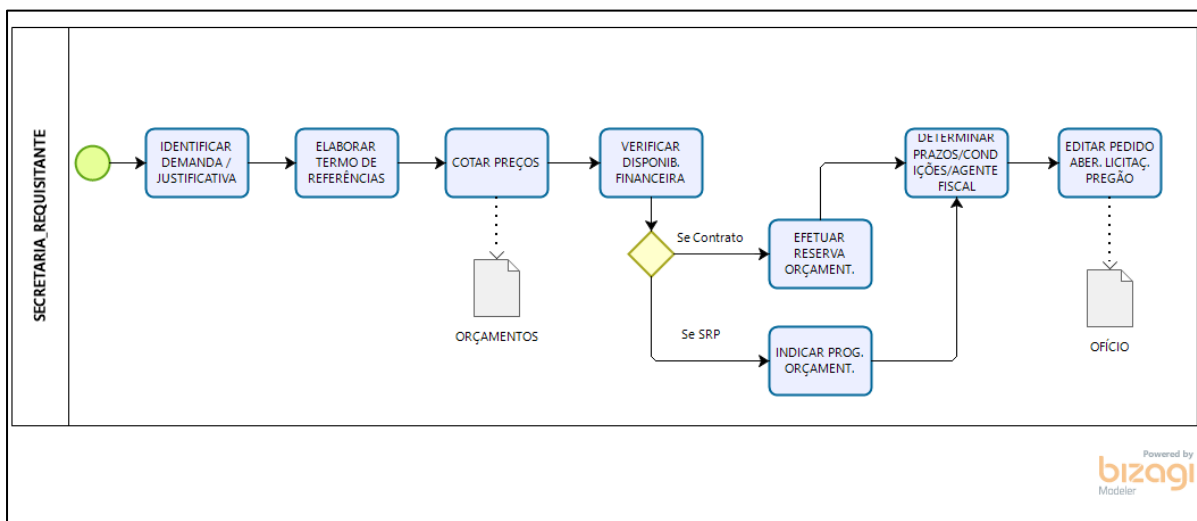 SECRETARIA_REQUISITANTE
IDENTIFICAR
DEMANDA /
JUSTIFICATIVA
ELABORAR
TERMO DE
REFERÊNCIAS
COTAR PREÇOS
VERIFICAR
DISPONIB.
FINANCEIRA
DETERMINAR
PRAZOS/COND
IÇÕES/AGENTE
FISCAL
EDITAR PEDIDO
ABER. LICITAÇ.
PREGÃO
Se Contrato
EFETUAR
RESERVA
ORÇAMENT.
ORÇAMENTOS
Se SRP
INDICAR PROG.
ORÇAMENT.
OFÍCIO
Powered by
bizagi
Modeler